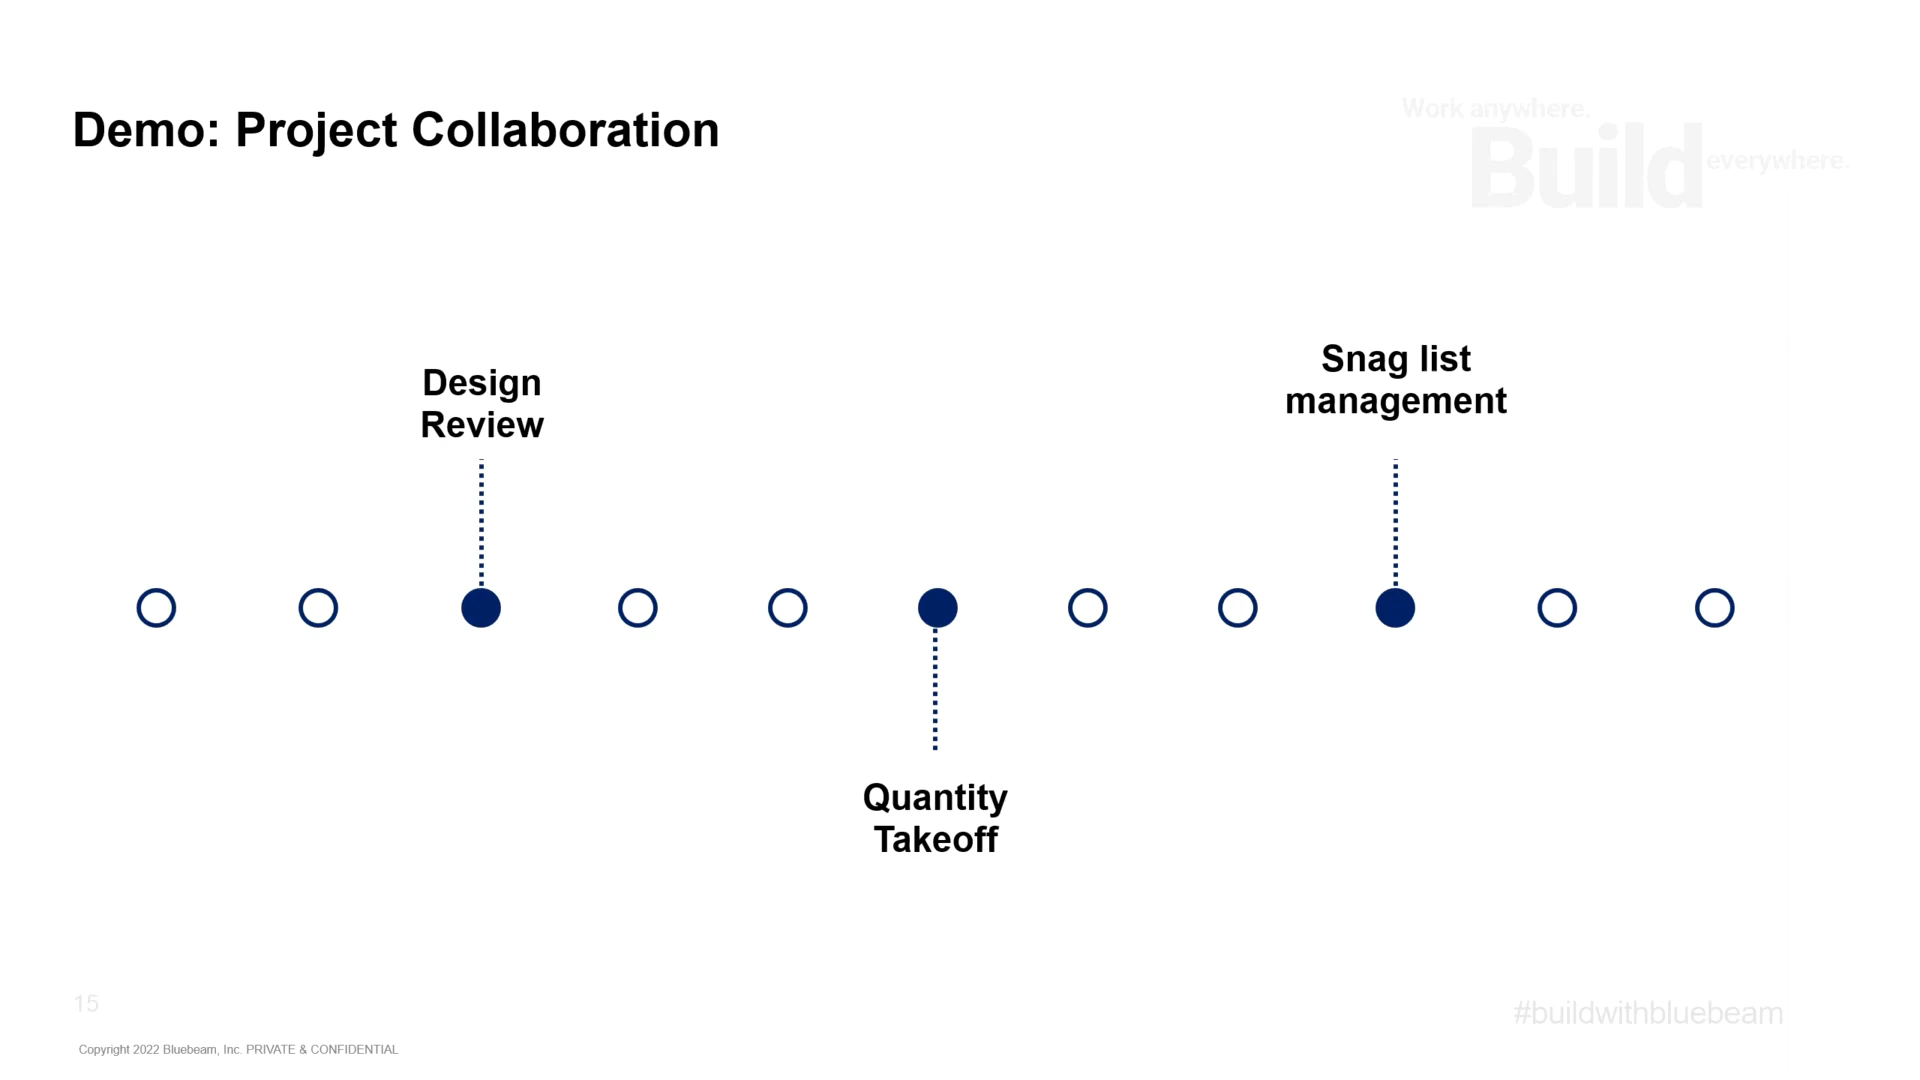 Demo: Project Collaboration
Work anywhere.
Build everywhere.
Design
Review
Snag list
management
Quantity
Takeoff
15
#buildwithbluebeam
Copyright 2022 Bluebeam, Inc. PRIVATE & CONFIDENTIAL